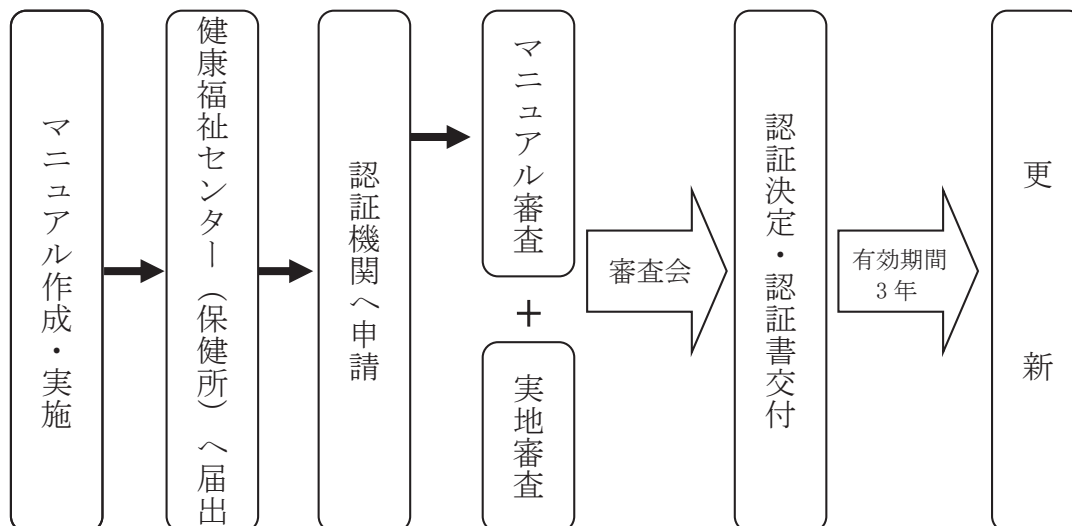 マニュアル作成・実施
健康福祉センター（保健所）へ届出
認証機関へ申請
マニュアル審査
＋
実地審査
審査会
認証決定・認証書交付
有効期間
3年
更新